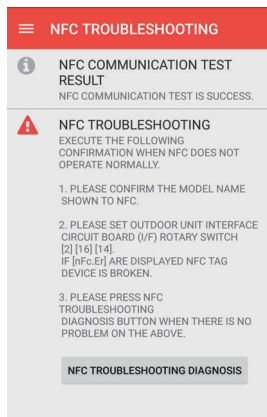 NFC TROUBLESHOOTING
NFC COMMUNICATION TEST
RESULT
NFC COMMUNICATION TEST IS SUCCESS.
NFC TROUBLESHOOTING
EXECUTE THE FOLLOWING
CONFIRMATION WHEN NFC DOES NOT
OPERATE NORMALLY.
1. PLEASE CONFIRM THE MODEL NAME
SHOWN TO NFC.
2. PLEASE SET OUTDOOR UNIT INTERFACE
CIRCUIT BOARD (I/F) ROTARY SWITCH
[2] [16] [14].
IF [nFc.Er] ARE DISPLAYED NFC TAG
DEVICE IS BROKEN.
3. PLEASE PRESS NFC
TROUBLESHOOTING
DIAGNOSIS BUTTON WHEN THERE IS NO
PROBLEM ON THE ABOVE.
NFC TROUBLESHOOTING DIAGNOSIS